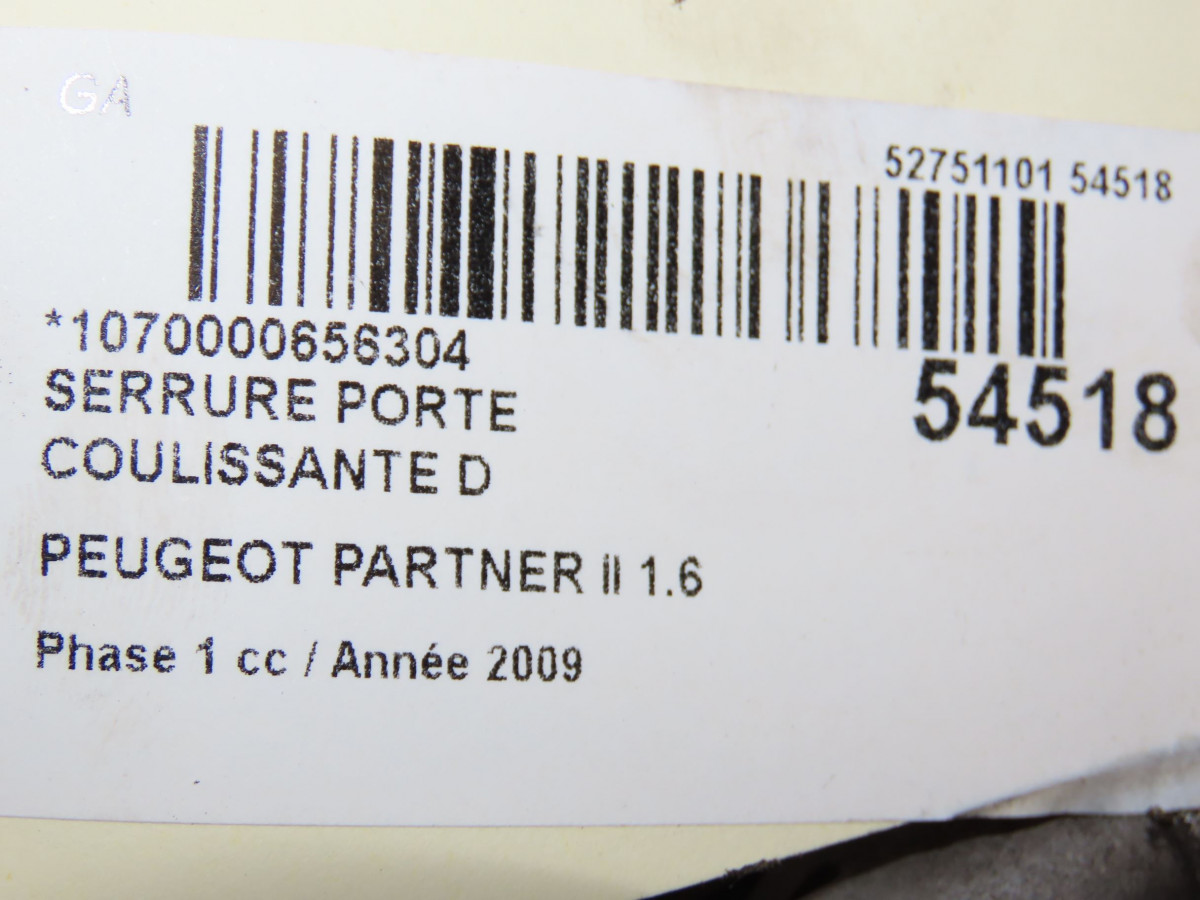 GA
52751101 54518
*1070000656304
54518
SERRURE PORTE
COULISSANTE D
PEUGEOT PARTNER II 1.6
Phase 1 cc / Année 2009